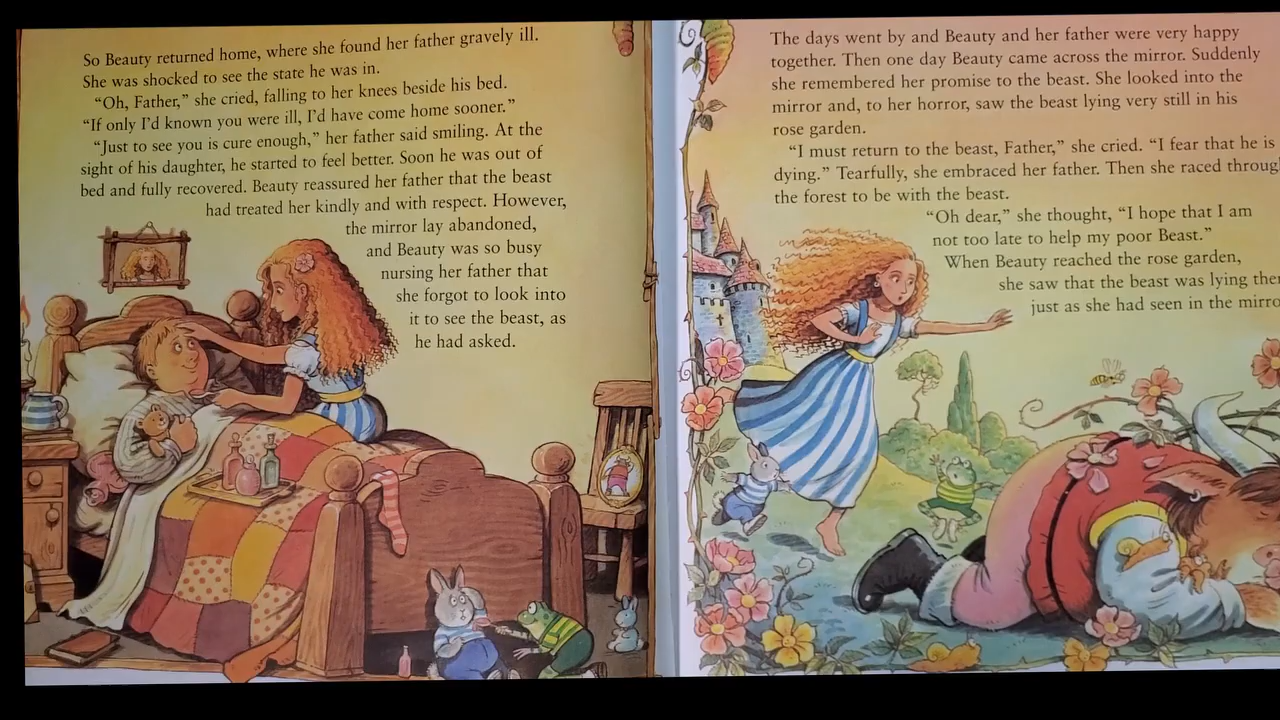 So Beauty returned home, where she found her father gravely ill.
She was shocked to see the state he was in.
“Oh, Father,” she cried, falling to her knees beside his bed.
“If only I’d known you were ill, I’d have come home sooner.”
“Just to see you is cure enough,” her father said smiling. At the
sight of his daughter, he started to feel better. Soon he was out of
bed and fully recovered. Beauty reassured her father that the beast
had treated her kindly and with respect. However,
the mirror lay abandoned,
and Beauty was so busy
nursing her father that
she forgot to look into
it to see the beast, as
he had asked.
The days went by and Beauty and her father were very happy
together. Then one day Beauty came across the mirror. Suddenly
she remembered her promise to the beast. She looked into the
mirror and, to her horror, saw the beast lying very still in his
rose garden.
“I must return to the beast, Father,” she cried. “I fear that he is
dying.” Tearfully, she embraced her father. Then she raced throug
the forest to be with the beast.
“Oh dear,” she thought, “I hope that I am
not too late to help my poor Beast.”
When Beauty reached the rose garden,
she saw that the beast was lying ther
just as she had seen in the mirro